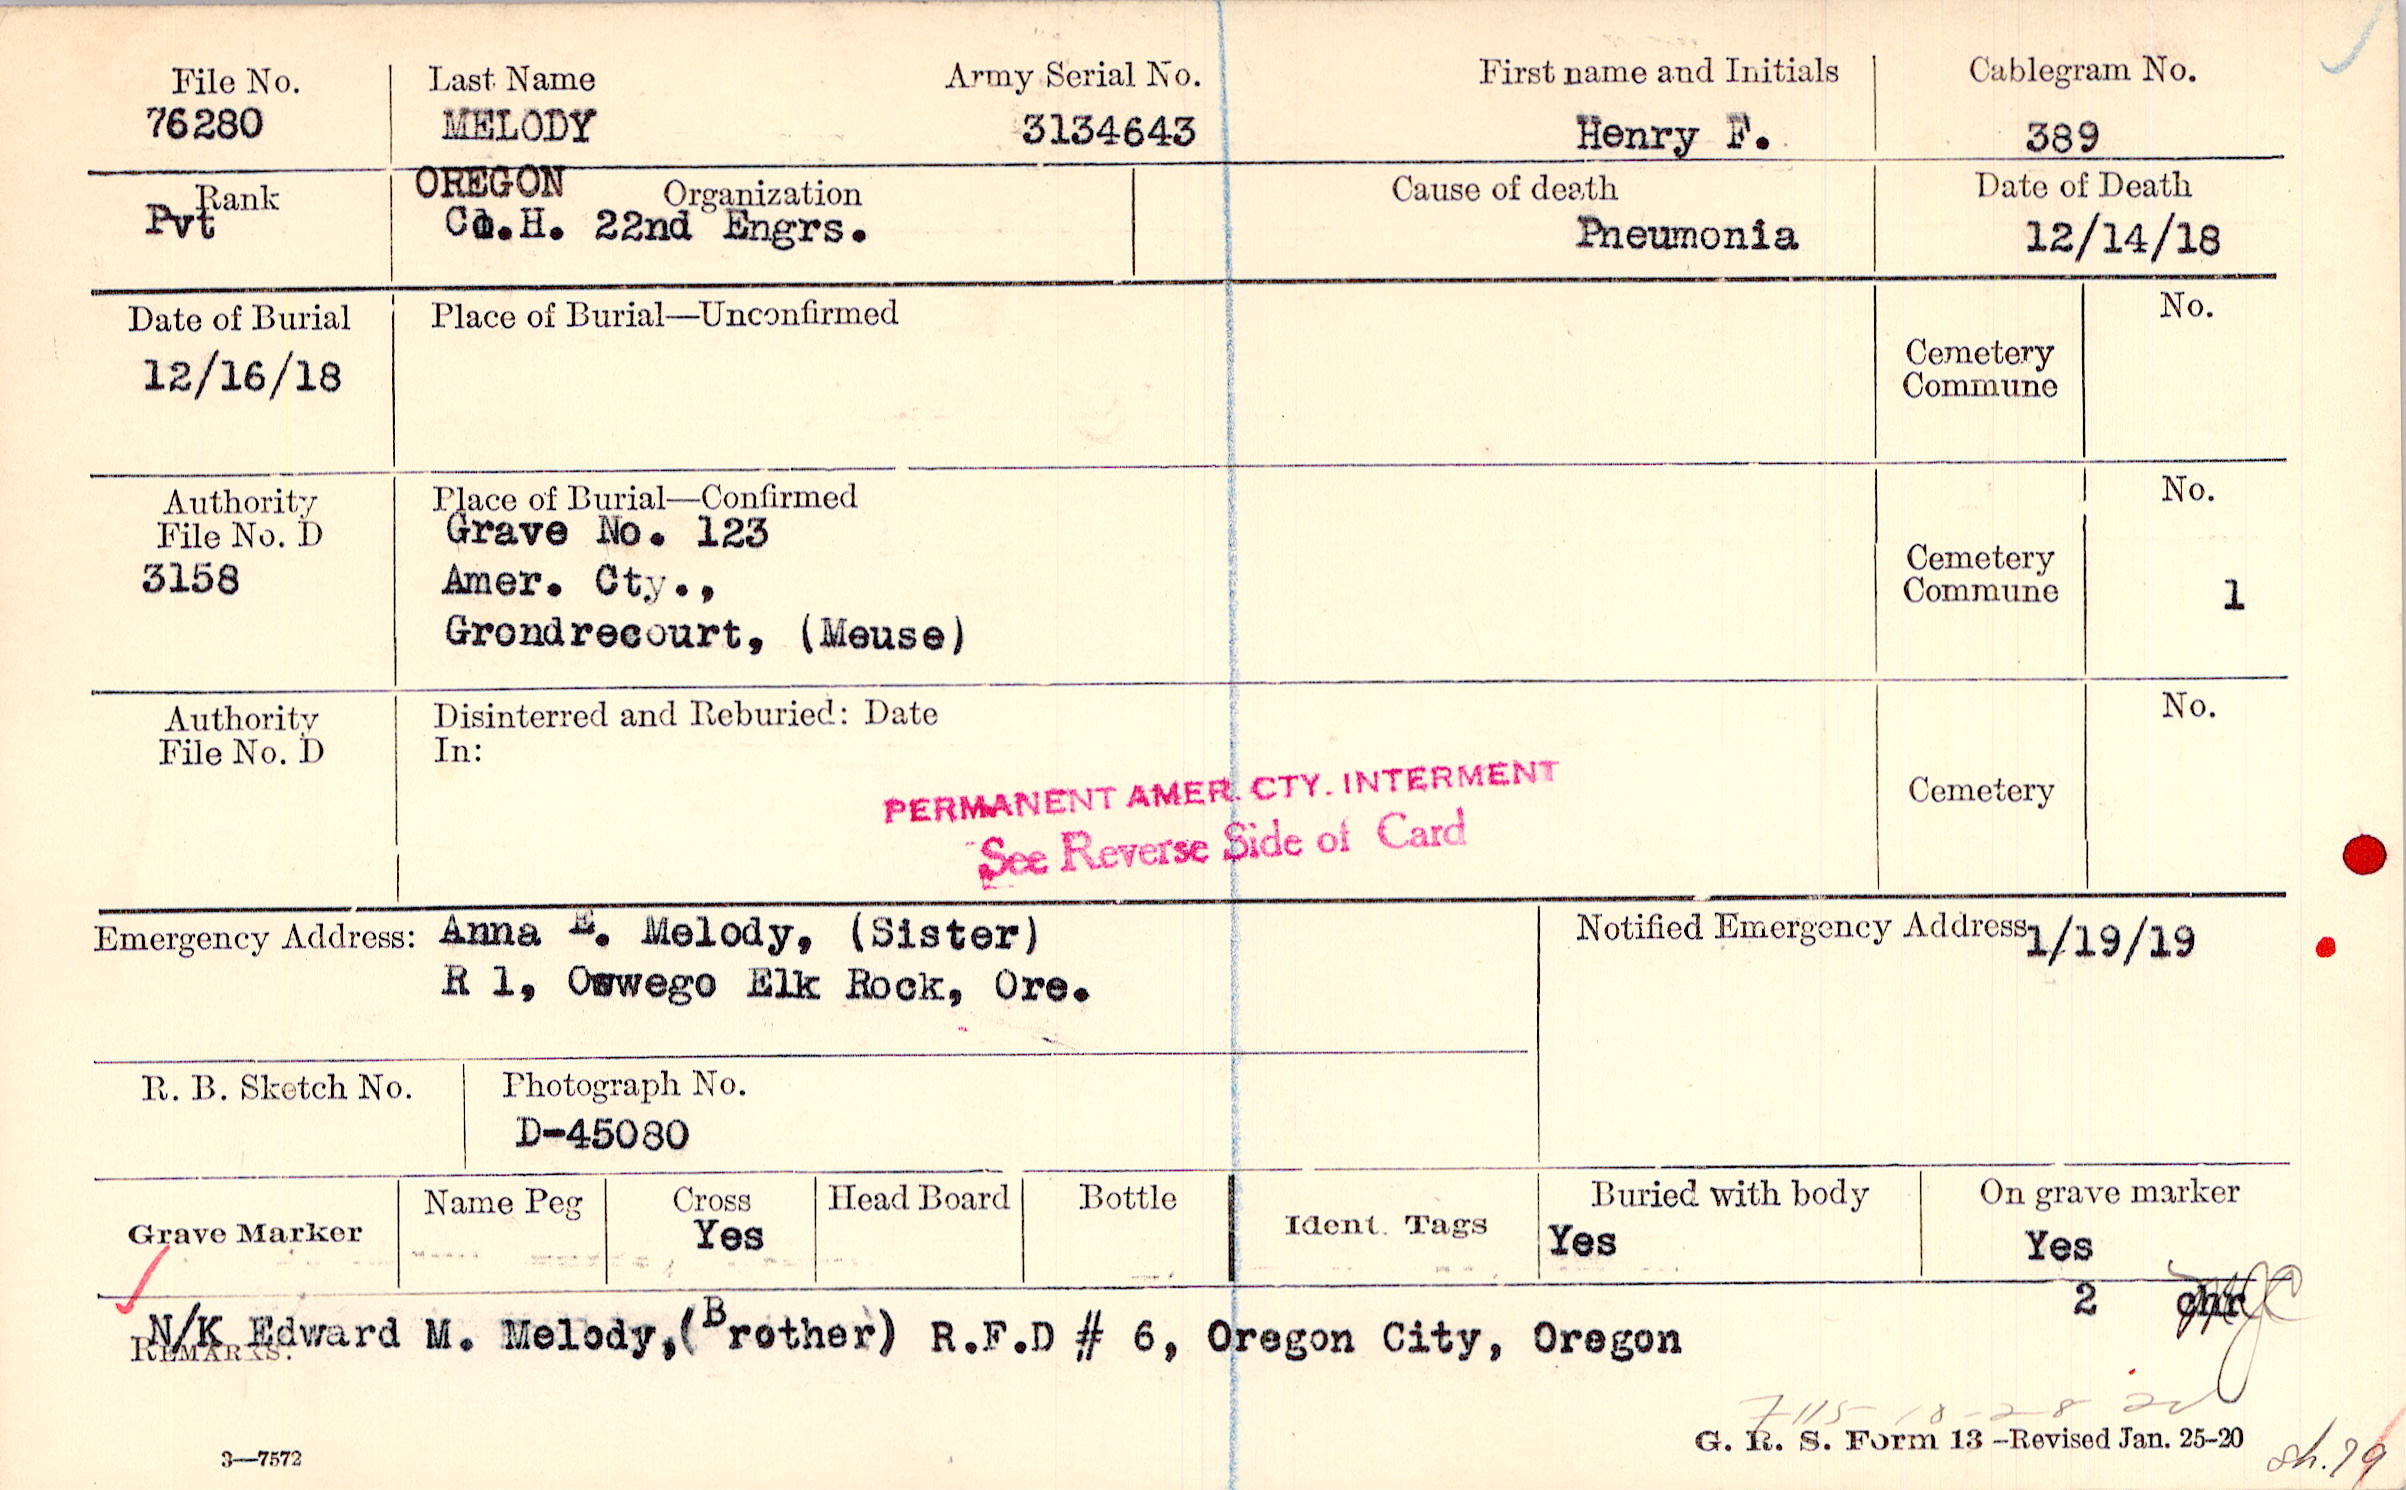 File No.
76280
Last Name
MELODY
Army Serial No.
3134643
First name and Initials
Henry F.
Cablegram No.
389
Rank
Pvt
OREGON
Organization
Co.H. 22nd Engrs.
Cause of death
Pneumonia
Date of Death
12/14/18
Date of Burial
12/16/18
Place of Burial—Unconfirmed
Cemetery
Commune
No.
Authority
File No. D
3158
Place of Burial—Confirmed
Grave No. 123
Amer. Cty.,
Grondrecourt, (Meuse)
Cemetery
Commune
No.
1
Authority
File No. D
Disinterred and Reburied: Date
In:
PERMANENT AMER. CTY. INTERMENT
See Reverse Side of Card
Cemetery
No.
Emergency Address: Anna E. Melody, (Sister)
R 1, Oswego Elk Rock, Ore.
Notified Emergency Address 1/19/19
R. B. Sketch No.
Photograph No.
D-45080
Grave Marker
Name Peg
Cross
Yes
Head Board
Bottle
Ident. Tags
Buried with body
Yes
On grave marker
Yes
2 chr
N/K Edward M. Melody,(Brother) R.F.D # 6, Oregon City, Oregon
REMARKS:
3—7572
G. R. S. Form 13 -Revised Jan. 25-20